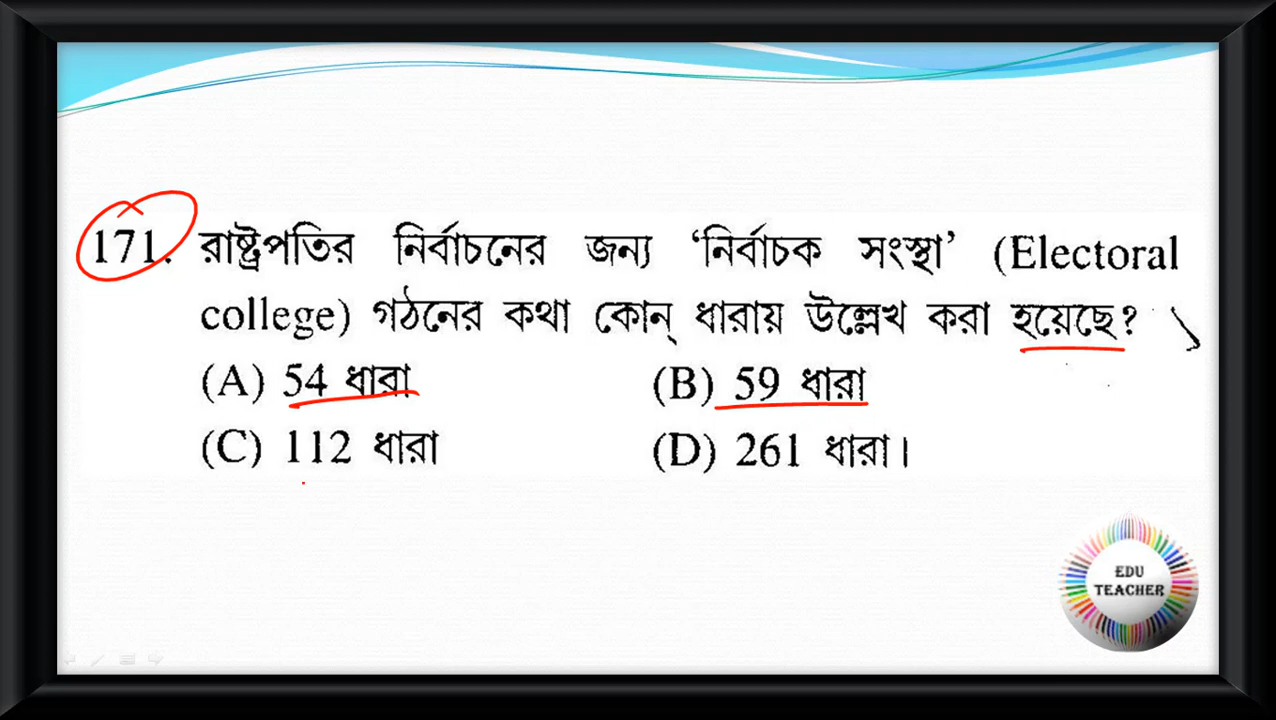 171. রাষ্ট্রপতির নির্বাচনের জন্য ‘নির্বাচক সংস্থা’ (Electoral
college) গঠনের কথা কোন্ ধারায় উল্লেখ করা হয়েছে?
(A) 54 ধারা (B) 59 ধারা
(C) 112 ধারা (D) 261 ধারা।
EDU
TEACHER